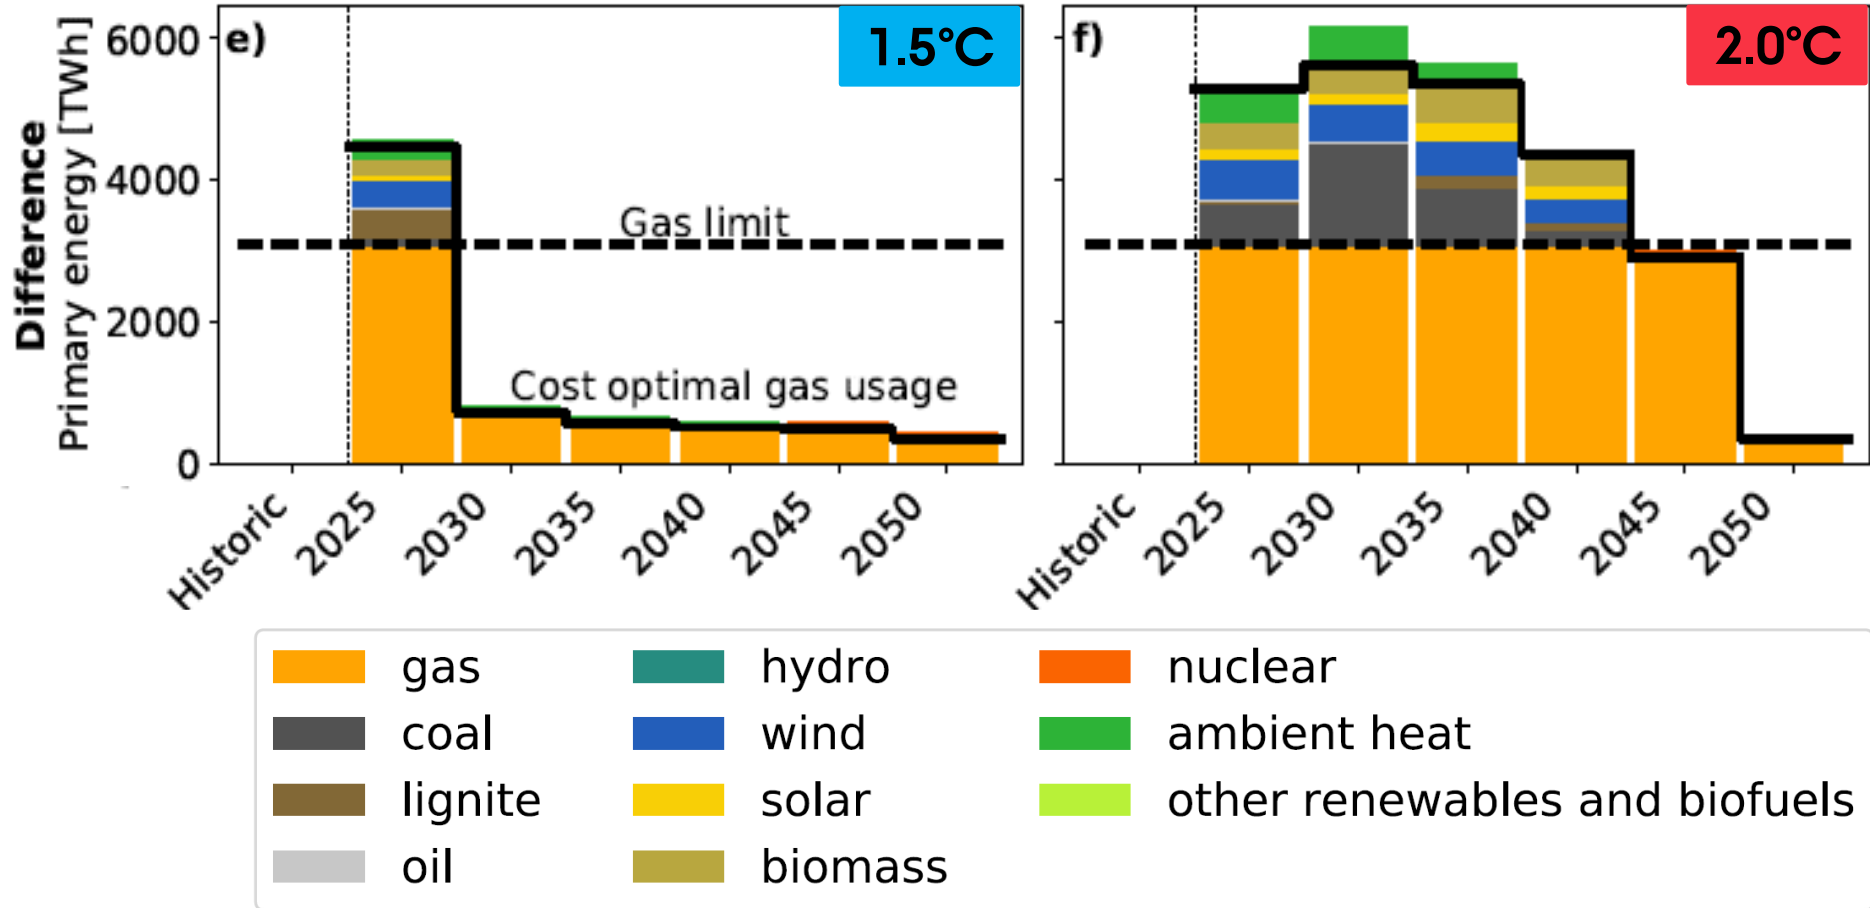 Difference
Primary energy [TWh]
6000
4000
2000
0
e)
1.5°C
Gas limit
Cost optimal gas usage
Historic
2025
2030
2035
2040
2045
2050
f)
2.0°C
Historic
2025
2030
2035
2040
2045
2050
gas
hydro
nuclear
coal
wind
ambient heat
lignite
solar
other renewables and biofuels
oil
biomass